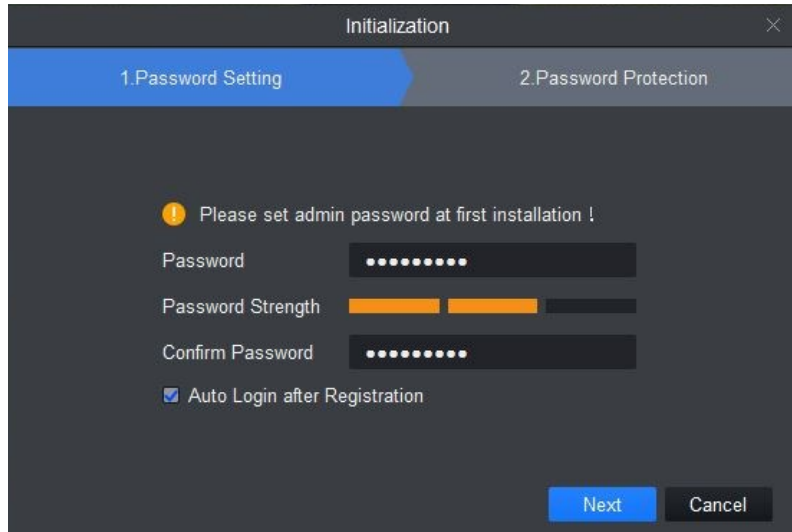 Initialization
1.Password Setting
2.Password Protection
Please set admin password at first installation !
Password
●●●●●●●●●
Password Strength
Confirm Password
●●●●●●●●●
Auto Login after Registration
Next
Cancel